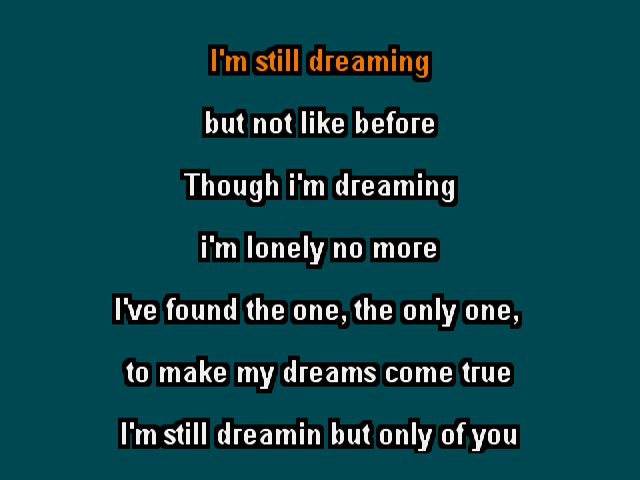 I'm still dreaming
but not like before
Though i'm dreaming
i'm lonely no more
I've found the one, the only one,
to make my dreams come true
I'm still dreamin but only of you